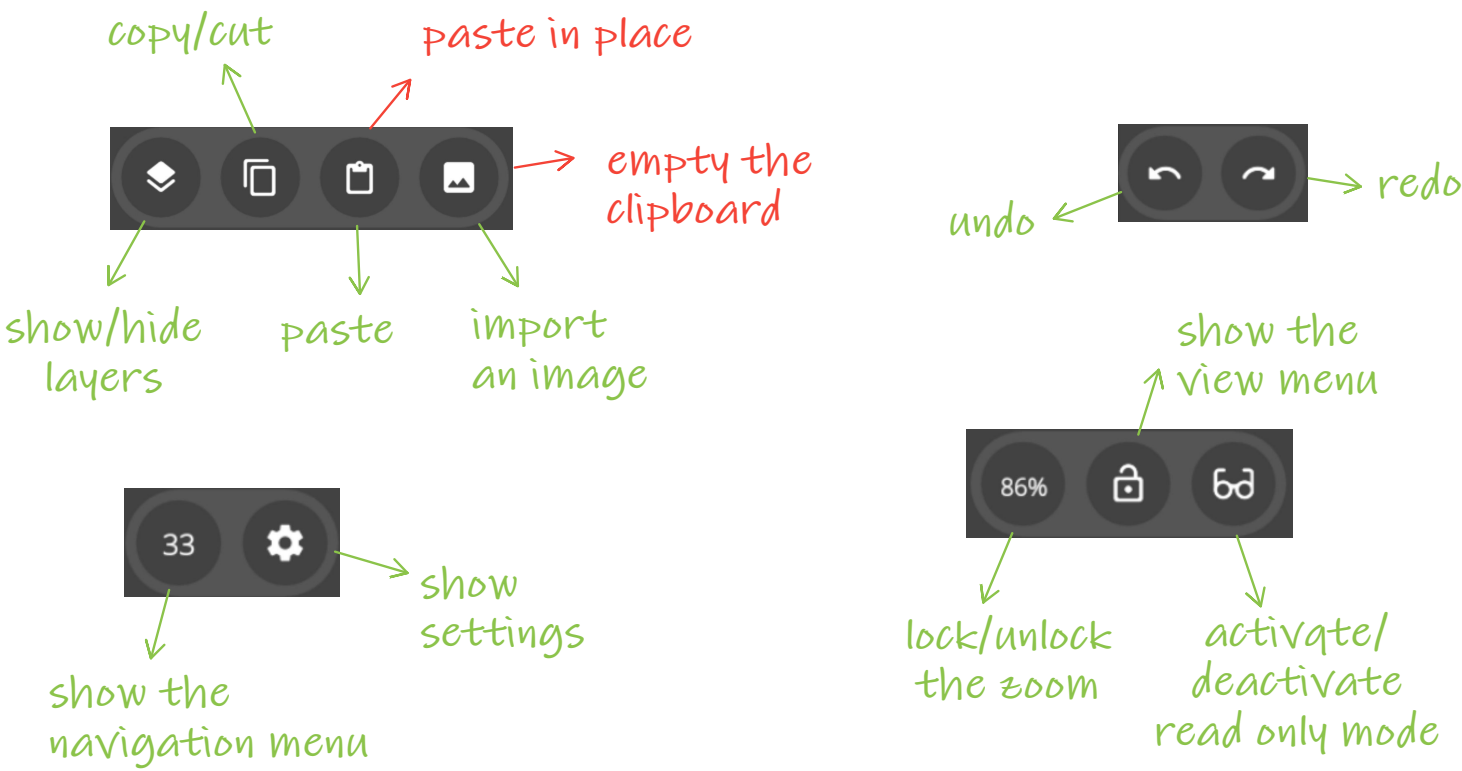 copy/cut
paste in place
empty the
clipboard
show/hide
layers
paste
import
an image
undo
redo
show the
view menu
86%
lock/unlock
the zoom
activate/
deactivate
read only mode
33
show
settings
show the
navigation menu